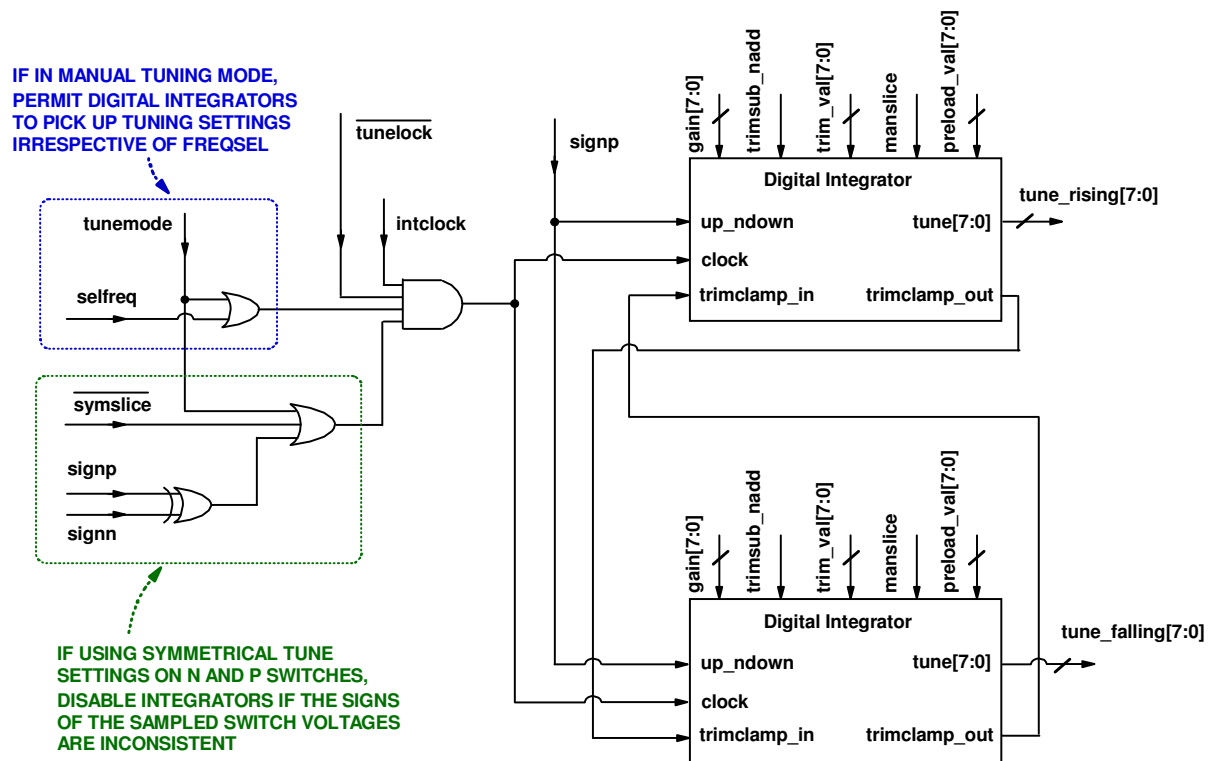 IF IN MANUAL TUNING MODE,
PERMIT DIGITAL INTEGRATORS
TO PICK UP TUNING SETTINGS
IRRESPECTIVE OF FREQSEL
tunemode
selfreq
tunelock
intclock
symslice
signp
signn
IF USING SYMMETRICAL TUNE
SETTINGS ON N AND P SWITCHES,
DISABLE INTEGRATORS IF THE SIGNS
OF THE SAMPLED SWITCH VOLTAGES
ARE INCONSISTENT
signp
gain[7:0]
trimsub_nadd
trim_val[7:0]
manslice
preload_val[7:0]
Digital Integrator
up_ndown
tune[7:0]
clock
trimclamp_in
trimclamp_out
tune_rising[7:0]
gain[7:0]
trimsub_nadd
trim_val[7:0]
manslice
preload_val[7:0]
Digital Integrator
up_ndown
tune[7:0]
clock
trimclamp_in
trimclamp_out
tune_falling[7:0]